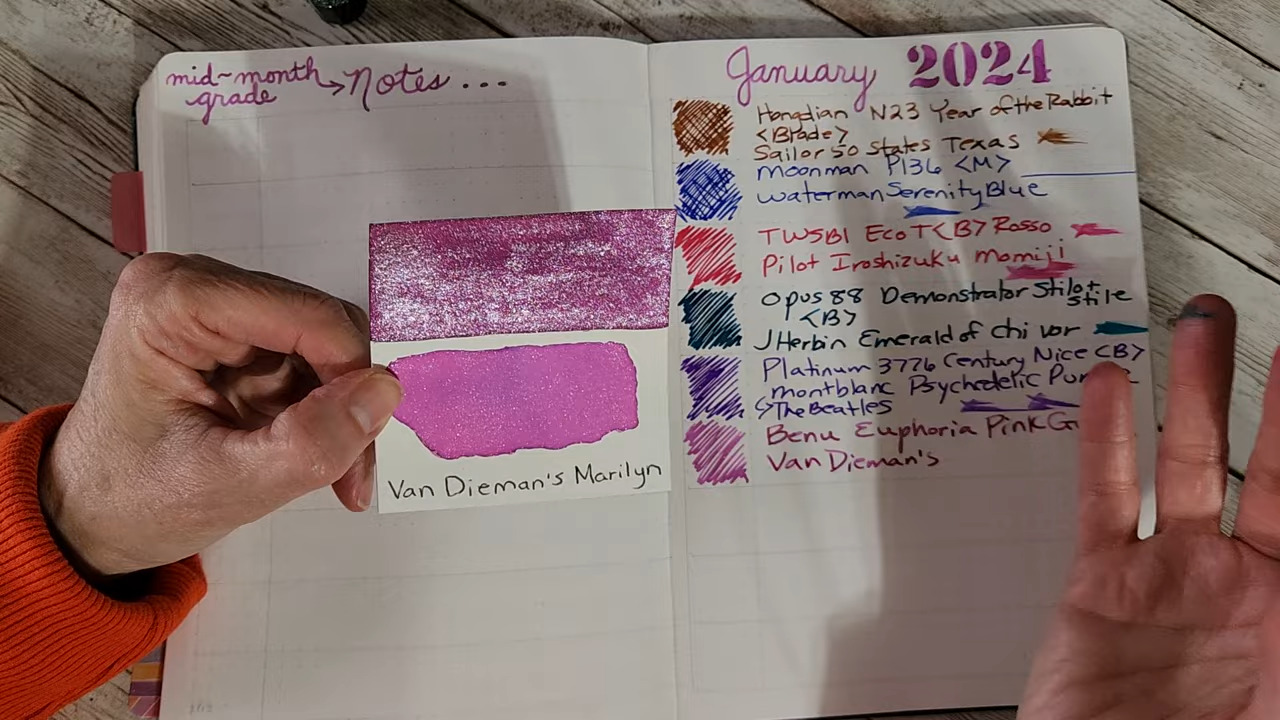 mid~month grade → Notes...
January 2024
Hongdian N23 Year of the Rabbit
<Blade>
Sailor 50 states Texas
moonman P136 <M>
Waterman Serenity Blue
TWSBI Eco T <B> Rosso
Pilot Iroshizuku momiji
Opus 88 Demonstrator Stilo+
<B> Stile
J Herbin Emerald of Chivor
Platinum 3776 Century Nice <B>
montblanc Psychedelic
↳ The Beatles
Benu Euphoria Pink
Van Dieman's
Van Dieman's Marilyn